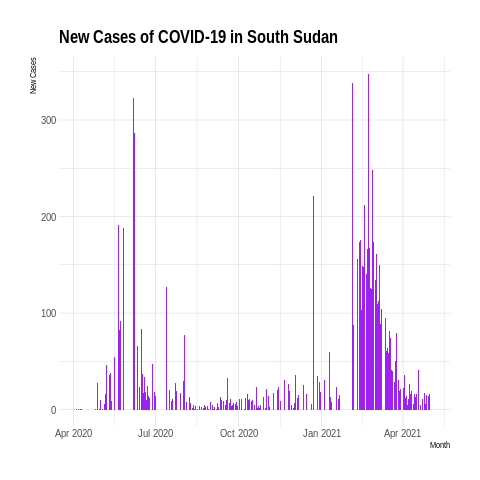 New Cases of COVID-19 in South Sudan
New Cases
300
200
100
0
Apr 2020 Jul 2020 Oct 2020 Jan 2021 Apr 2021
Month